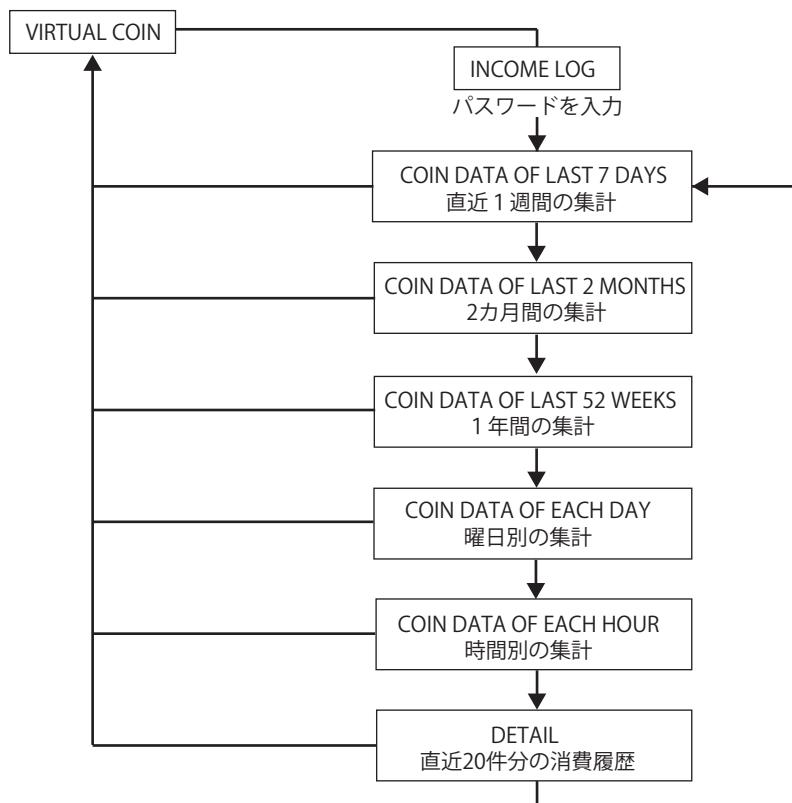 VIRTUAL COIN
INCOME LOG
パスワードを入力
COIN DATA OF LAST 7 DAYS
直近１週間の集計
COIN DATA OF LAST 2 MONTHS
2カ月間の集計
COIN DATA OF LAST 52 WEEKS
１年間の集計
COIN DATA OF EACH DAY
曜日別の集計
COIN DATA OF EACH HOUR
時間別の集計
DETAIL
直近20件分の消費履歴